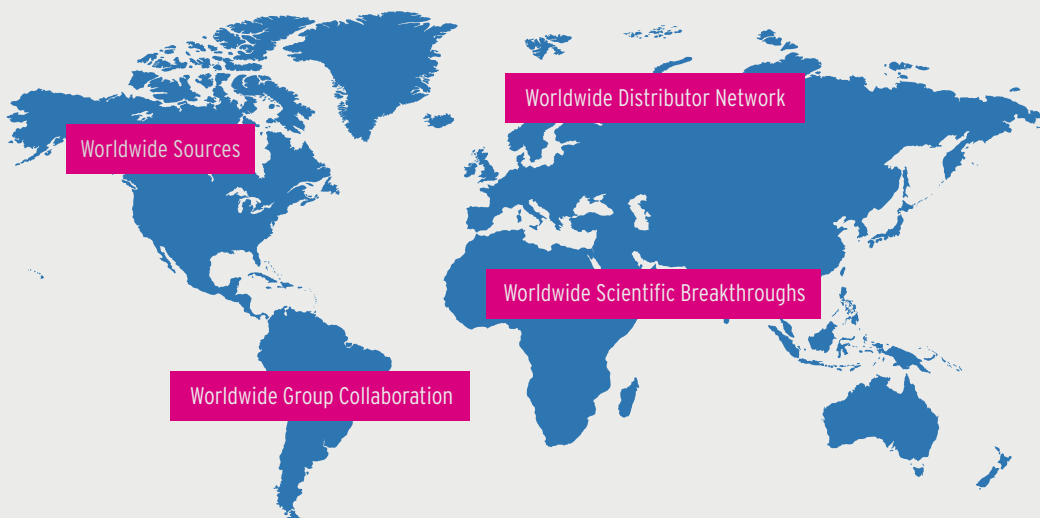 Worldwide Distributor Network
Worldwide Sources
Worldwide Scientific Breakthroughs
Worldwide Group Collaboration